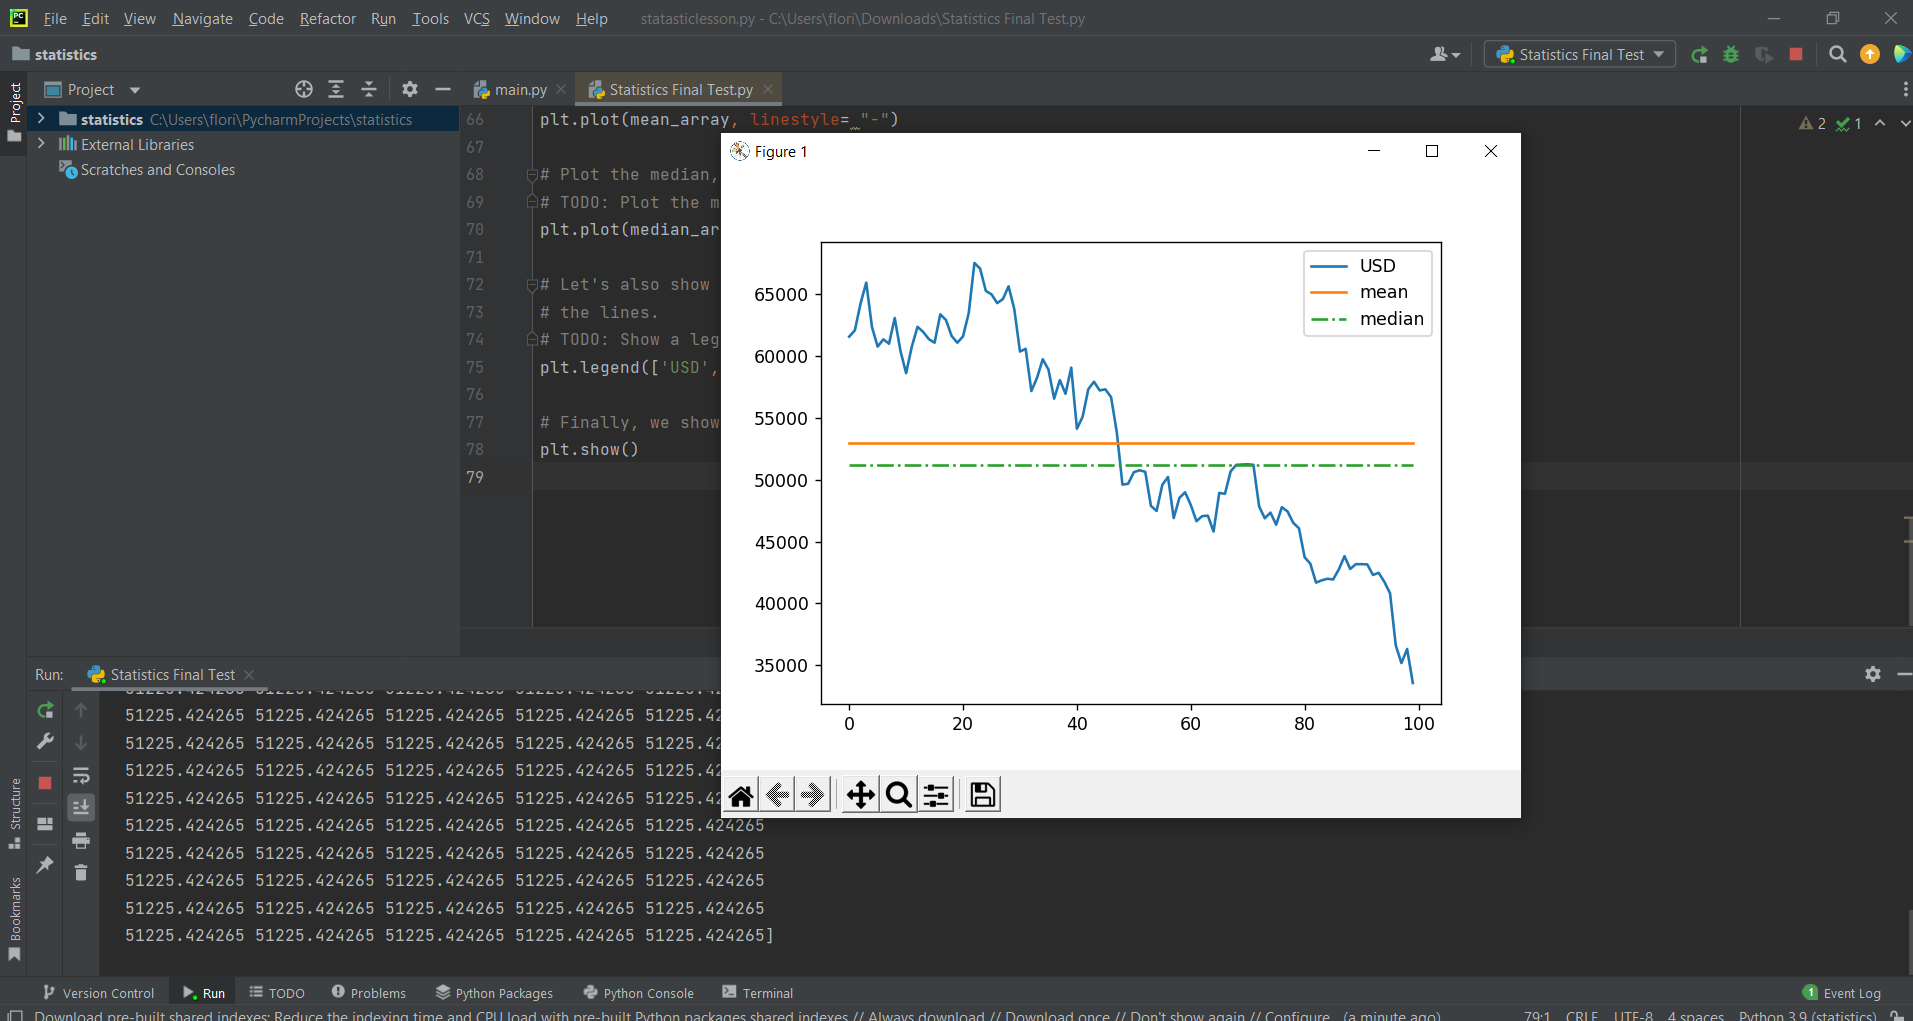 File Edit View Navigate Code Refactor Run Tools VCS Window Help statasticlesson.py - C:\Users\flori\Downloads\Statistics Final Test.py
statistics
Statistics Final Test
Project
Project
main.py
Statistics Final Test.py
statistics C:\Users\flori\PycharmProjects\statistics
External Libraries
Scratches and Consoles
66 plt.plot(mean_array, linestyle= "-")
2 1
67
68 # Plot the median,
69 # TODO: Plot the m
70 plt.plot(median_ar
71
72 # Let's also show
73 # the lines.
74 # TODO: Show a leg
75 plt.legend(['USD',
76
77 # Finally, we show
78 plt.show()
79
Figure 1
USD
mean
median
65000
60000
55000
50000
45000
40000
35000
0 20 40 60 80 100
Run: Statistics Final Test
51225.424265 51225.424265 51225.424265 51225.424265 51225.42
51225.424265 51225.424265 51225.424265 51225.424265 51225.42
51225.424265 51225.424265 51225.424265 51225.424265 51225.42
51225.424265 51225.424265 51225.424265 51225.424265 51225.42
51225.424265 51225.424265 51225.424265 51225.424265 51225.424265
51225.424265 51225.424265 51225.424265 51225.424265 51225.424265
51225.424265 51225.424265 51225.424265 51225.424265 51225.424265
51225.424265 51225.424265 51225.424265 51225.424265 51225.424265
51225.424265 51225.424265 51225.424265 51225.424265 51225.424265]
Structure
Bookmarks
Version Control Run TODO Problems Python Packages Python Console Terminal
1 Event Log
Download pre-built shared indexes: Reduce the indexing time and CPU load with pre-built Python packages shared indexes // Always download // Download once // Don't show again // Configure... (a minute ago)
79:1 CRLF UTF-8 4 spaces Python 3.9 (statistics)